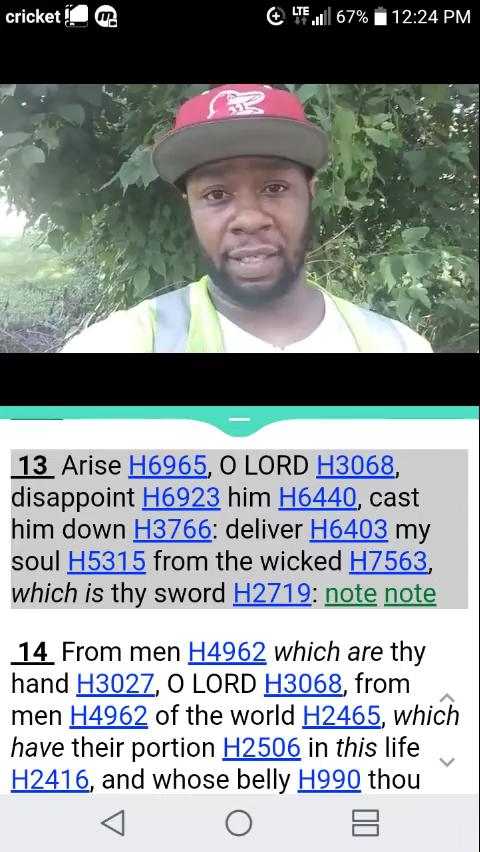 cricket
LTE 67% 12:24 PM
13 Arise H6965, O LORD H3068,
disappoint H6923 him H6440, cast
him down H3766: deliver H6403 my
soul H5315 from the wicked H7563,
which is thy sword H2719: note note
14 From men H4962 which are thy
hand H3027, O LORD H3068, from
men H4962 of the world H2465, which
have their portion H2506 in this life
H2416, and whose belly H990 thou